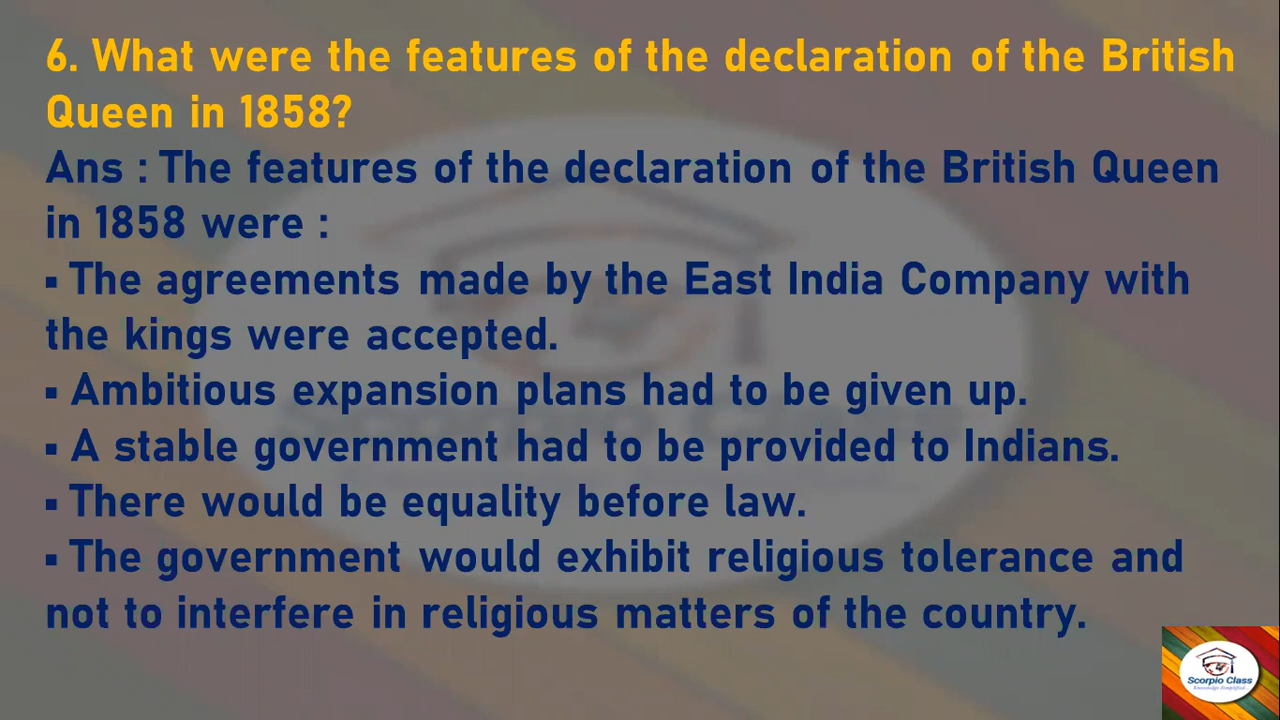 6. What were the features of the declaration of the British
Queen in 1858?
Ans : The features of the declaration of the British Queen
in 1858 were :
▪ The agreements made by the East India Company with
the kings were accepted.
▪ Ambitious expansion plans had to be given up.
▪ A stable government had to be provided to Indians.
▪ There would be equality before law.
▪ The government would exhibit religious tolerance and
not to interfere in religious matters of the country.
Scorpio Class
Knowledge Simplified...